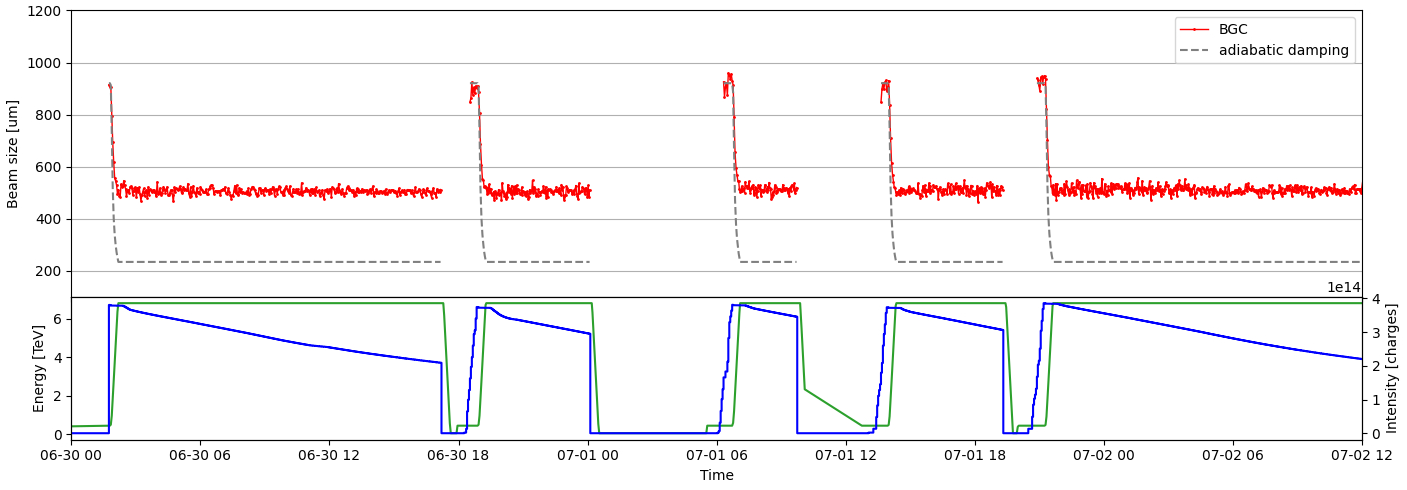 1200
1000
800
600
400
200
Beam size [um]
BGC
adiabatic damping
1e14
6
4
2
0
Energy [TeV]
4
3
2
1
0
Intensity [charges]
06-30 00 06-30 06 06-30 12 06-30 18 07-01 00 07-01 06 07-01 12 07-01 18 07-02 00 07-02 06 07-02 12
Time